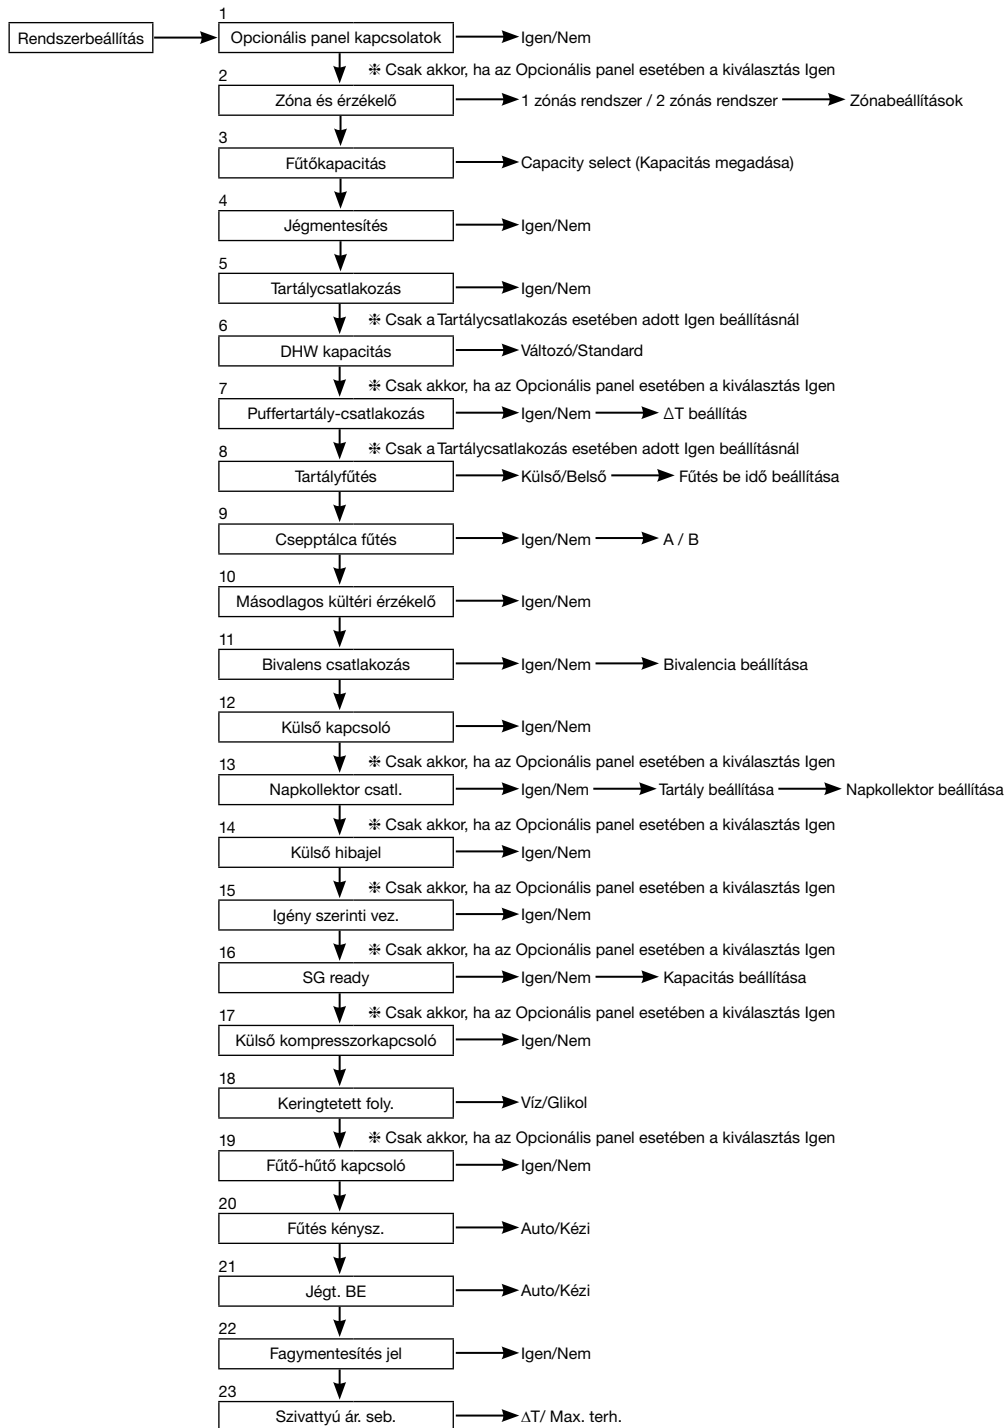 1
Rendszerbeállítás Opcionális panel kapcsolatok Igen/Nem
❉ Csak akkor, ha az Opcionális panel esetében a kiválasztás Igen
2
Zóna és érzékelő 1 zónás rendszer / 2 zónás rendszer Zónabeállítások
3
Fűtőkapacitás Capacity select (Kapacitás megadása)
4
Jégmentesítés Igen/Nem
5
Tartálycsatlakozás Igen/Nem
❉ Csak a Tartálycsatlakozás esetében adott Igen beállításnál
6
DHW kapacitás Változó/Standard
❉ Csak akkor, ha az Opcionális panel esetében a kiválasztás Igen
7
Puffertartály-csatlakozás Igen/Nem ΔT beállítás
❉ Csak a Tartálycsatlakozás esetében adott Igen beállításnál
8
Tartályfűtés Külső/Belső Fűtés be idő beállítása
9
Csepptálca fűtés Igen/Nem A / B
10
Másodlagos kültéri érzékelő Igen/Nem
11
Bivalens csatlakozás Igen/Nem Bivalencia beállítása
12
Külső kapcsoló Igen/Nem
❉ Csak akkor, ha az Opcionális panel esetében a kiválasztás Igen
13
Napkollektor csatl. Igen/Nem Tartály beállítása Napkollektor beállítása
❉ Csak akkor, ha az Opcionális panel esetében a kiválasztás Igen
14
Külső hibajel Igen/Nem
❉ Csak akkor, ha az Opcionális panel esetében a kiválasztás Igen
15
Igény szerinti vez. Igen/Nem
❉ Csak akkor, ha az Opcionális panel esetében a kiválasztás Igen
16
SG ready Igen/Nem Kapacitás beállítása
❉ Csak akkor, ha az Opcionális panel esetében a kiválasztás Igen
17
Külső kompresszorkapcsoló Igen/Nem
18
Keringtetett foly. Víz/Glikol
❉ Csak akkor, ha az Opcionális panel esetében a kiválasztás Igen
19
Fűtő-hűtő kapcsoló Igen/Nem
20
Fűtés kénysz. Auto/Kézi
21
Jégt. BE Auto/Kézi
22
Fagymentesítés jel Igen/Nem
23
Szivattyú ár. seb. ΔT/ Max. terh.